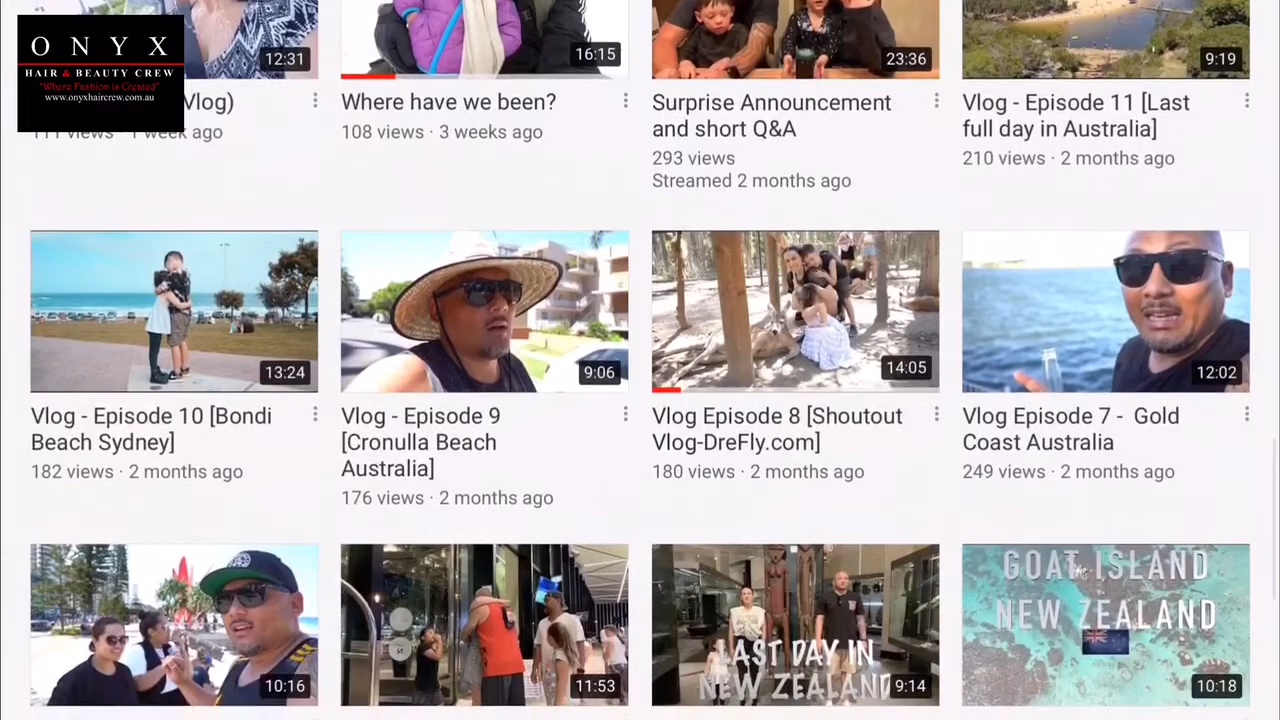 ONYX
HAIR & BEAUTY CREW
"Where Fashion is Created"
www.onyxhaircrew.com.au
12:31
16:15
23:36
9:19
Vlog)
Where have we been?
Surprise Announcement
and short Q&A
Vlog - Episode 11 [Last
full day in Australia]
111 views · 1 week ago
108 views · 3 weeks ago
293 views
Streamed 2 months ago
210 views · 2 months ago
13:24
9:06
14:05
12:02
Vlog - Episode 10 [Bondi
Beach Sydney]
182 views · 2 months ago
Vlog - Episode 9
[Cronulla Beach
Australia]
176 views · 2 months ago
Vlog Episode 8 [Shoutout
Vlog-DreFly.com]
180 views · 2 months ago
Vlog Episode 7 - Gold
Coast Australia
249 views · 2 months ago
10:16
11:53
LAST DAY IN
NEW ZEALAND
9:14
GOAT ISLAND
NEW ZEALAND
10:18